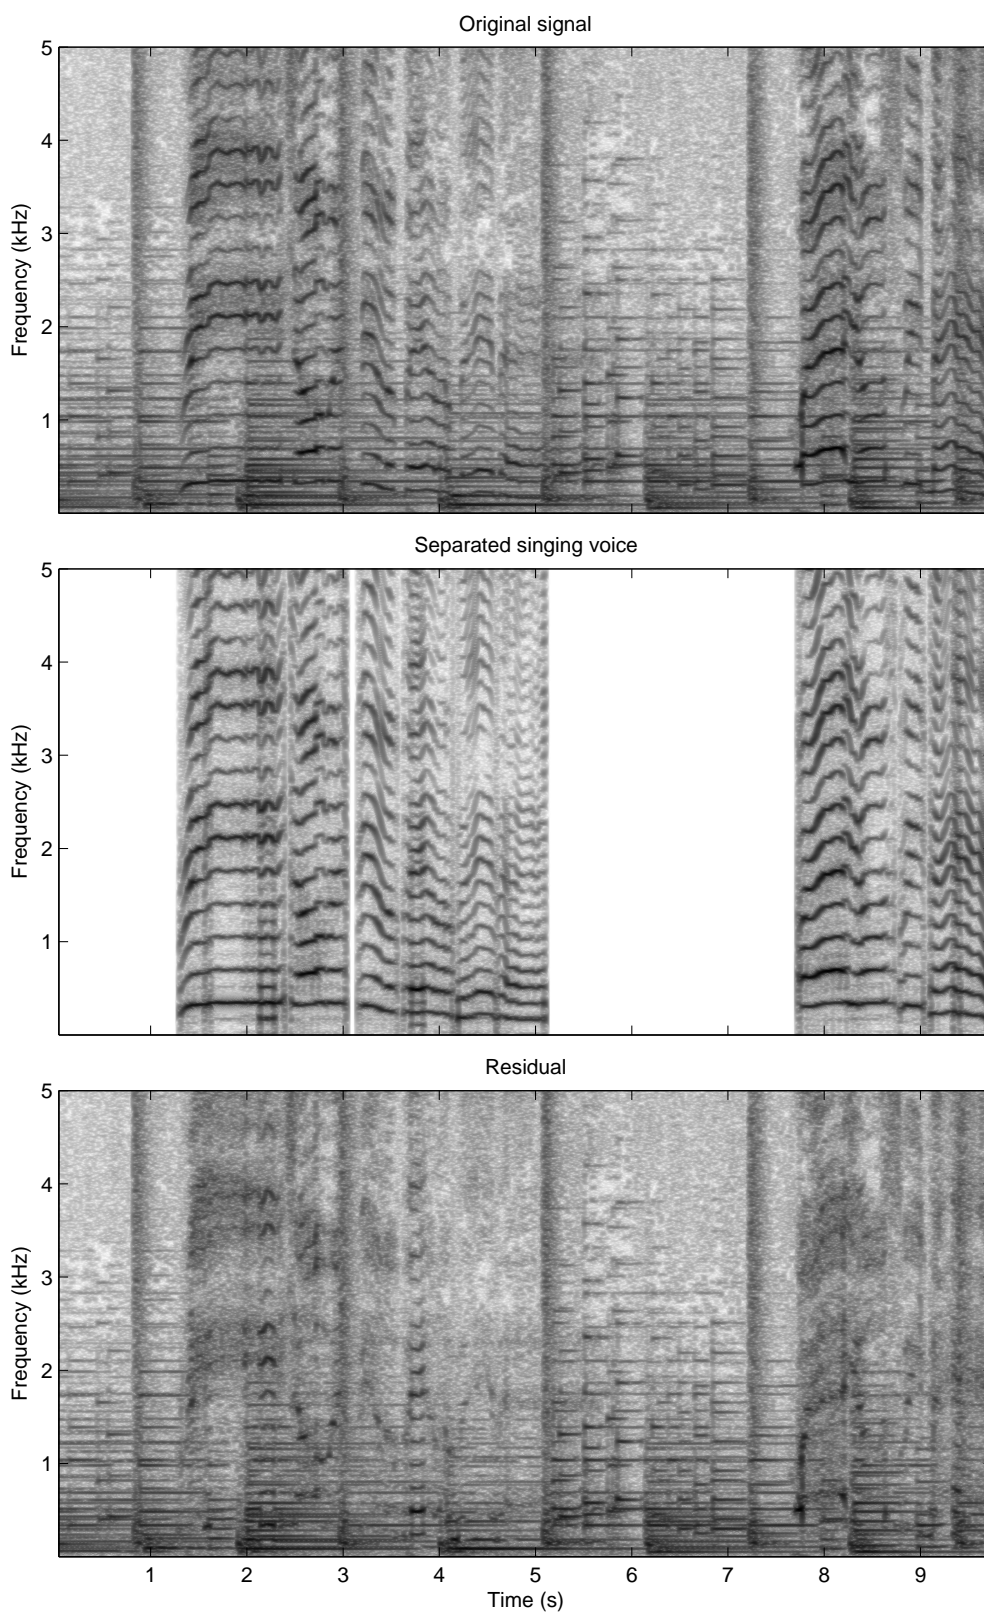 Original signal
5
4
3
2
1
Frequency (kHz)
Separated singing voice
5
4
3
2
1
Frequency (kHz)
Residual
5
4
3
2
1
Frequency (kHz)
1 2 3 4 5 6 7 8 9
Time (s)